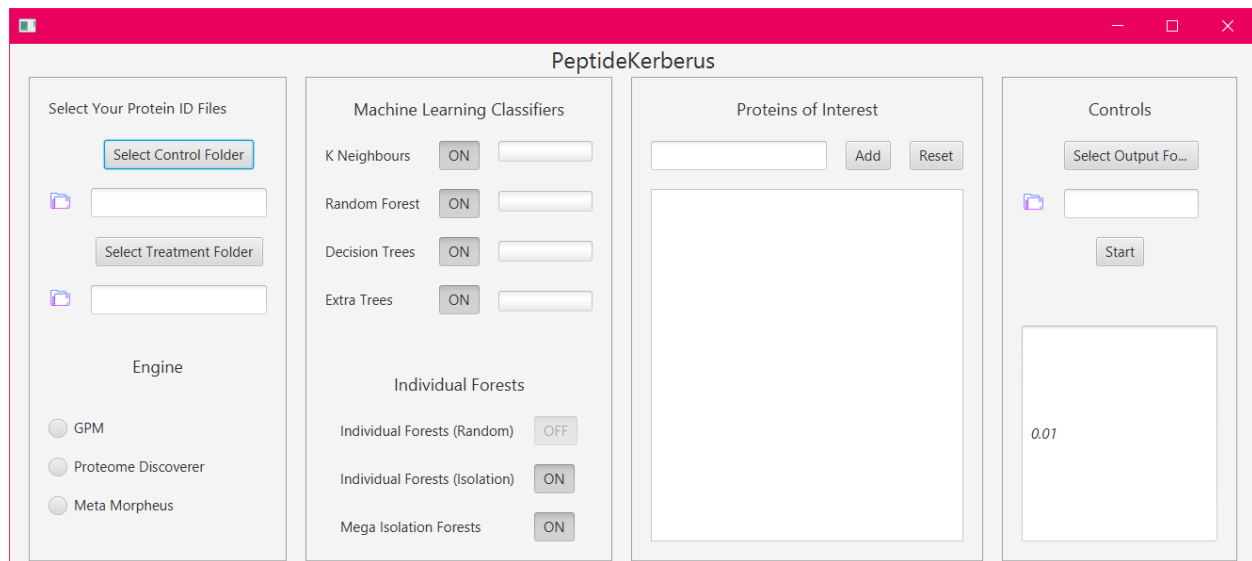 PeptideKerberus
Select Your Protein ID Files
Select Control Folder
Select Treatment Folder
Engine
GPM
Proteome Discoverer
Meta Morpheus
Machine Learning Classifiers
K Neighbours ON
Random Forest ON
Decision Trees ON
Extra Trees ON
Individual Forests
Individual Forests (Random) OFF
Individual Forests (Isolation) ON
Mega Isolation Forests ON
Proteins of Interest
Add Reset
Controls
Select Output Fo...
Start
0.01